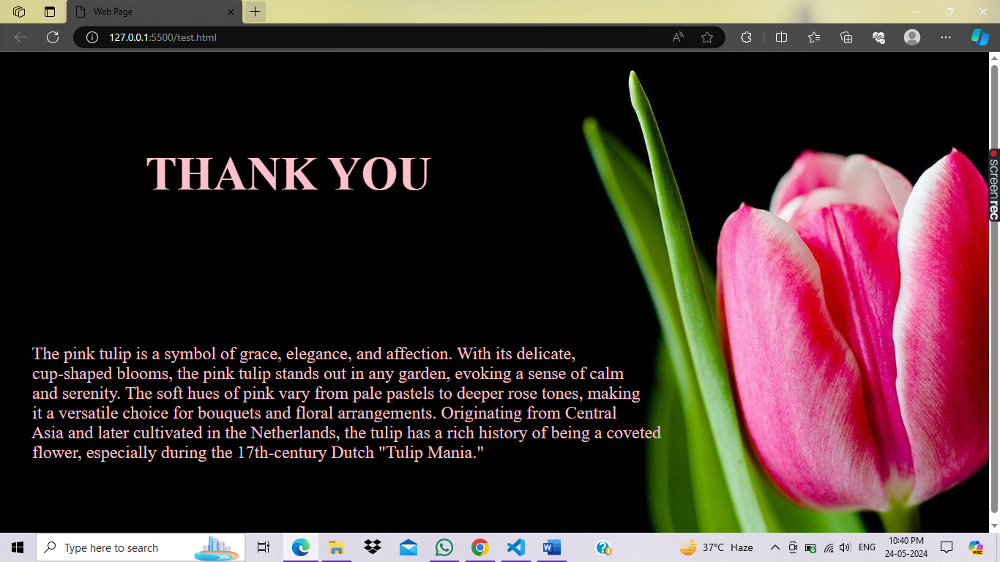 Web Page
127.0.0.1:5500/test.html
THANK YOU
screenrec
The pink tulip is a symbol of grace, elegance, and affection. With its delicate,
cup-shaped blooms, the pink tulip stands out in any garden, evoking a sense of calm
and serenity. The soft hues of pink vary from pale pastels to deeper rose tones, making
it a versatile choice for bouquets and floral arrangements. Originating from Central
Asia and later cultivated in the Netherlands, the tulip has a rich history of being a coveted
flower, especially during the 17th-century Dutch "Tulip Mania."
Type here to search
37°C Haze
ENG
10:40 PM
24-05-2024
PRE